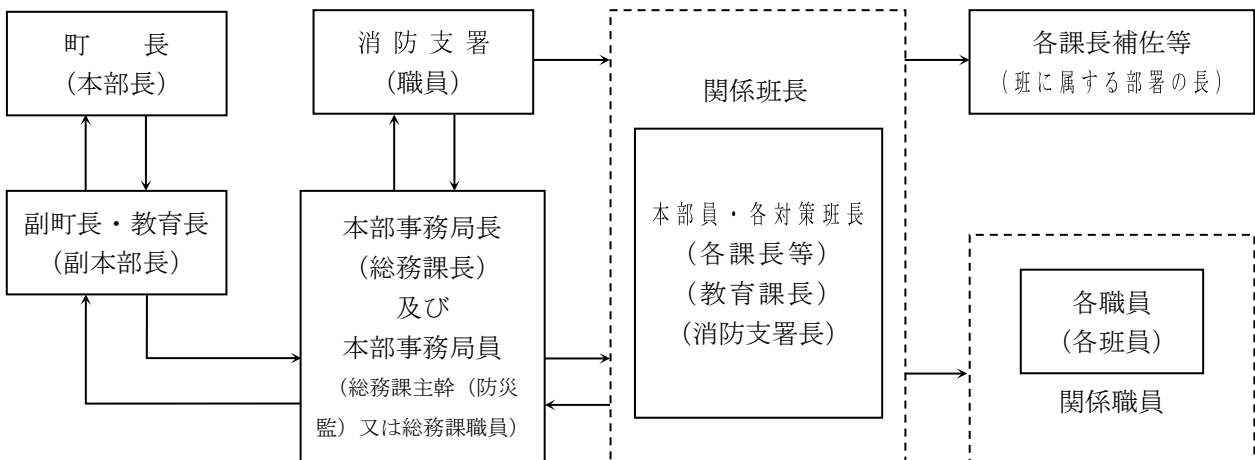 町　　長
（本部長）
副町長・教育長
（副本部長）
消 防 支 署
（職員）
本部事務局長
（総務課長）
及び
本部事務局員
（総務課主幹（防災
監）又は総務課職員）
関係班長
本部員・各対策班長
（各課長等）
（教育課長）
（消防支署長）
各課長補佐等
（班に属する部署の長）
各職員
（各班員）
関係職員